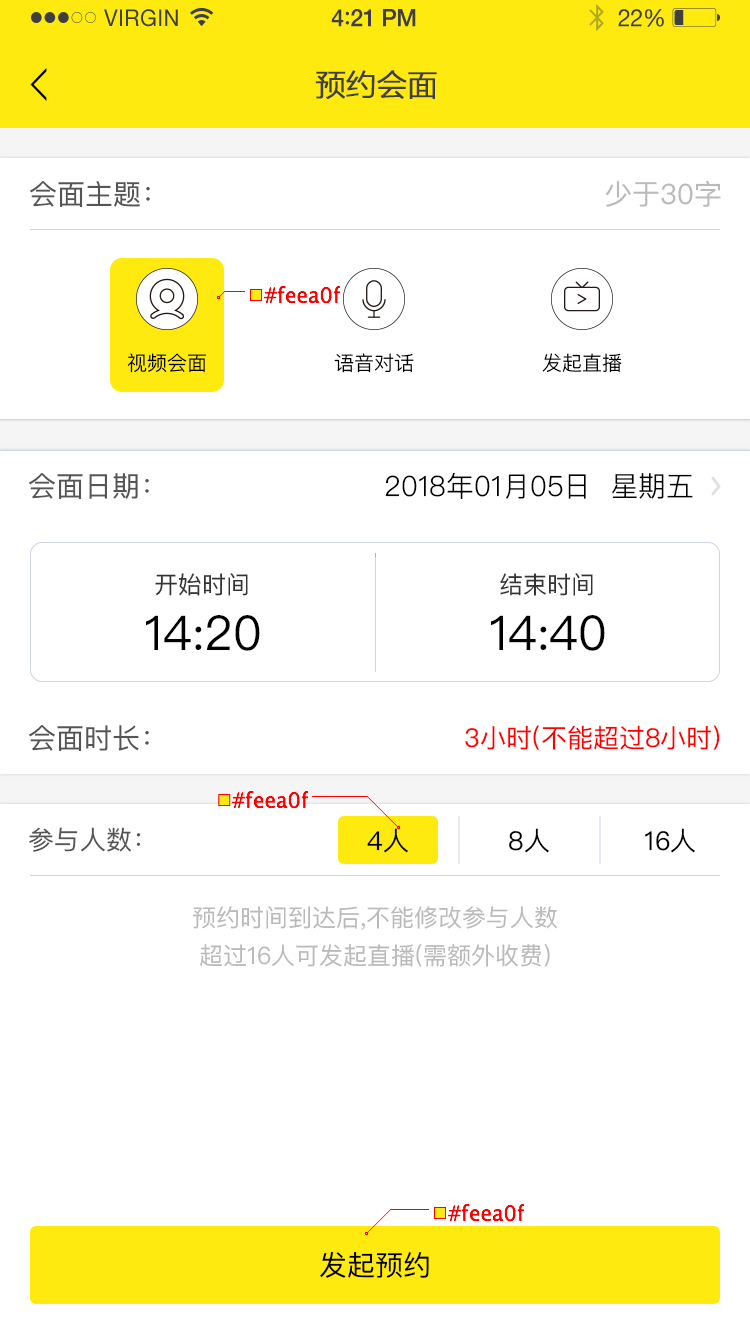 VIRGIN 4:21 PM 22%
预约会面
会面主题： 少于30字
#feea0f
视频会面 语音对话 发起直播
会面日期： 2018年01月05日 星期五
开始时间 结束时间
14:20 14:40
会面时长： 3小时(不能超过8小时)
#feea0f
参与人数： 4人 8人 16人
预约时间到达后,不能修改参与人数
超过16人可发起直播(需额外收费)
#feea0f
发起预约